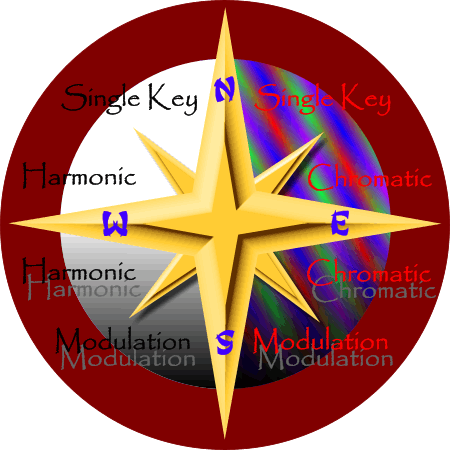 N
Single Key Single Key
Harmonic Chromatic
W E
Harmonic Chromatic
Harmonic Chromatic
S
Modulation Modulation
Modulation Modulation